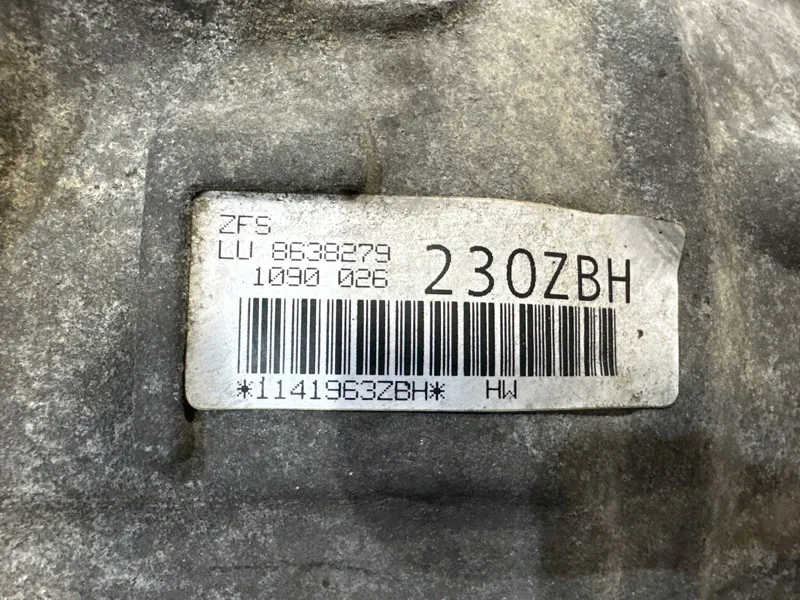 ZFS
LU 8638279
1090 026
230ZBH
*1141963ZBH* HW